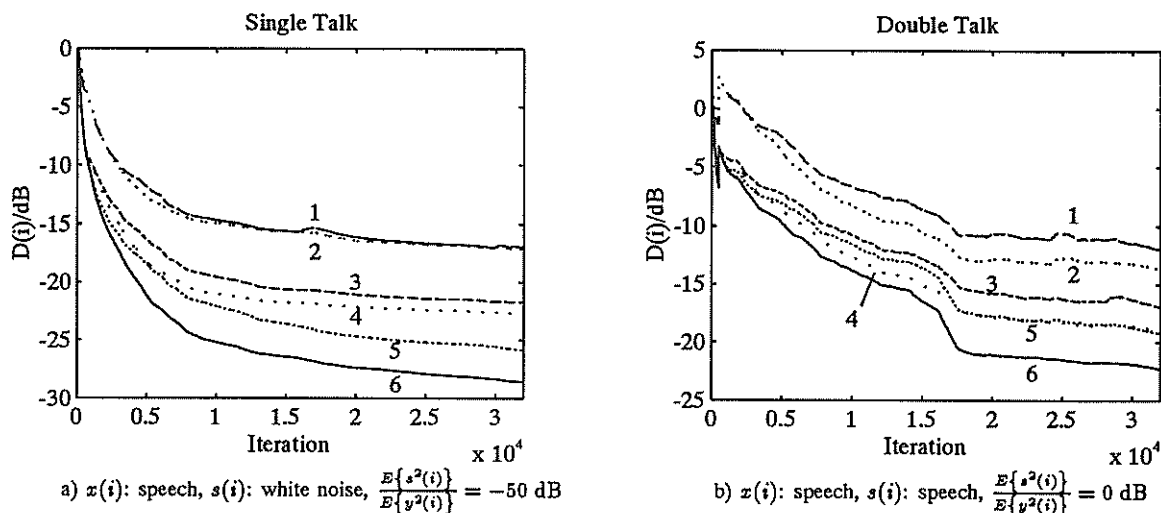 Single Talk
0
-5
-10
-15
-20
-25
-30
D(i)/dB
1
2
3
4
5
6
0 0.5 1 1.5 2 2.5 3
Iteration
x 10^4
a) x(i): speech, s(i): white noise, E{s²(i)}/E{y²(i)} = −50 dB
Double Talk
5
0
-5
-10
-15
-20
-25
D(i)/dB
1
2
3
4
5
6
0 0.5 1 1.5 2 2.5 3
Iteration
x 10^4
b) x(i): speech, s(i): speech, E{s²(i)}/E{y²(i)} = 0 dB